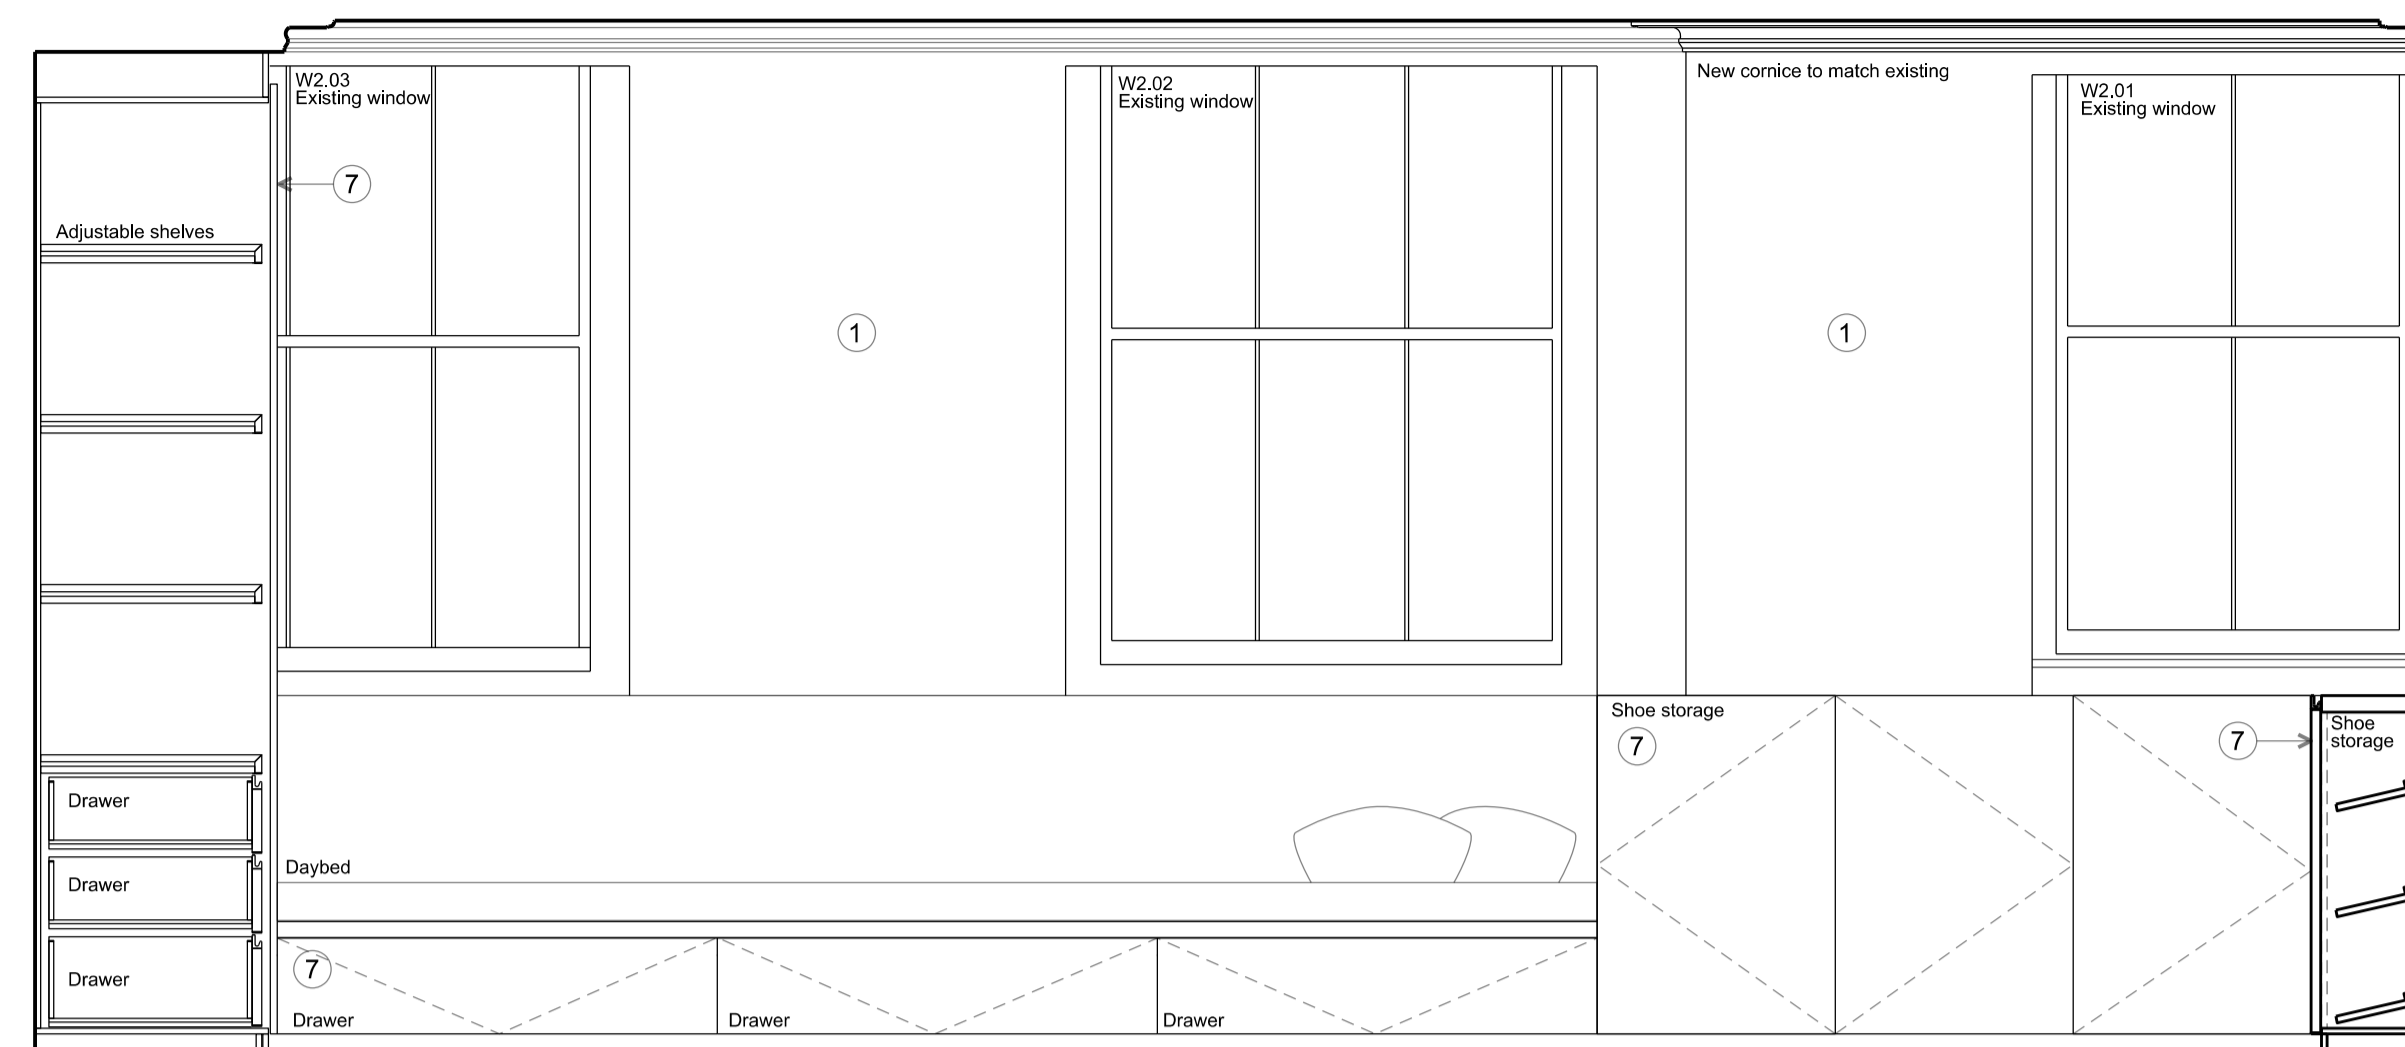 W2.03
Existing window
7
Adjustable shelves
1
W2.02
Existing window
New cornice to match existing
1
W2.01
Existing window
Drawer
Drawer
Drawer
Daybed
7
Drawer
Drawer
Drawer
Shoe storage
7
7
Shoe
storage